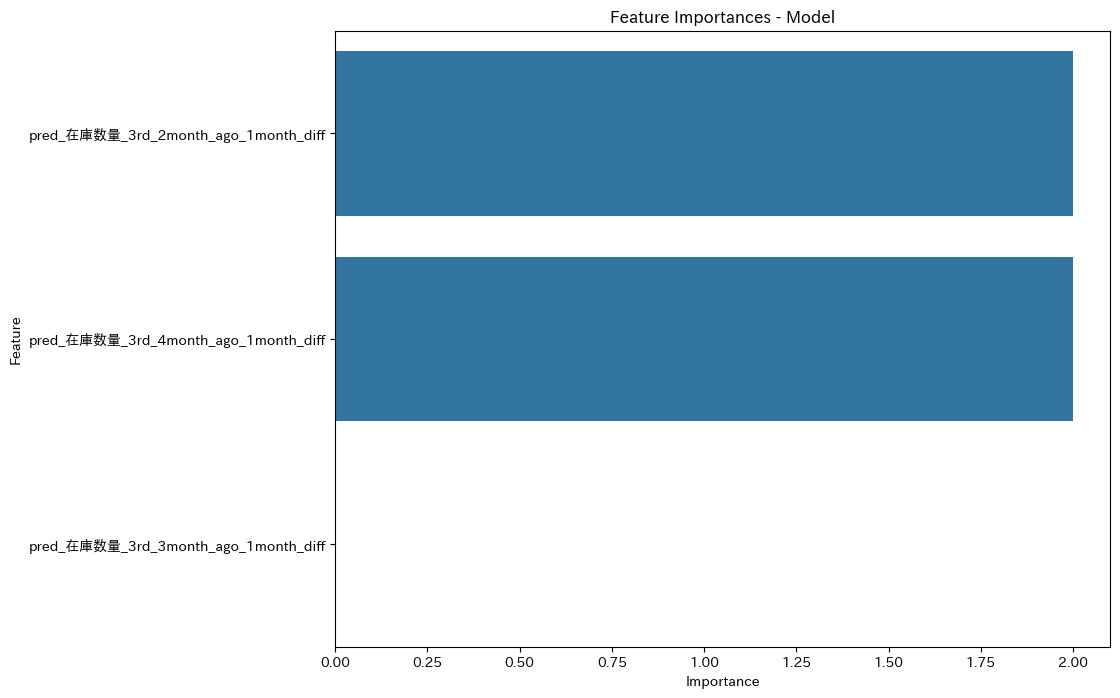 Feature Importances - Model
pred_在庫数量_3rd_2month_ago_1month_diff
pred_在庫数量_3rd_4month_ago_1month_diff
pred_在庫数量_3rd_3month_ago_1month_diff
Feature
0.00 0.25 0.50 0.75 1.00 1.25 1.50 1.75 2.00
Importance